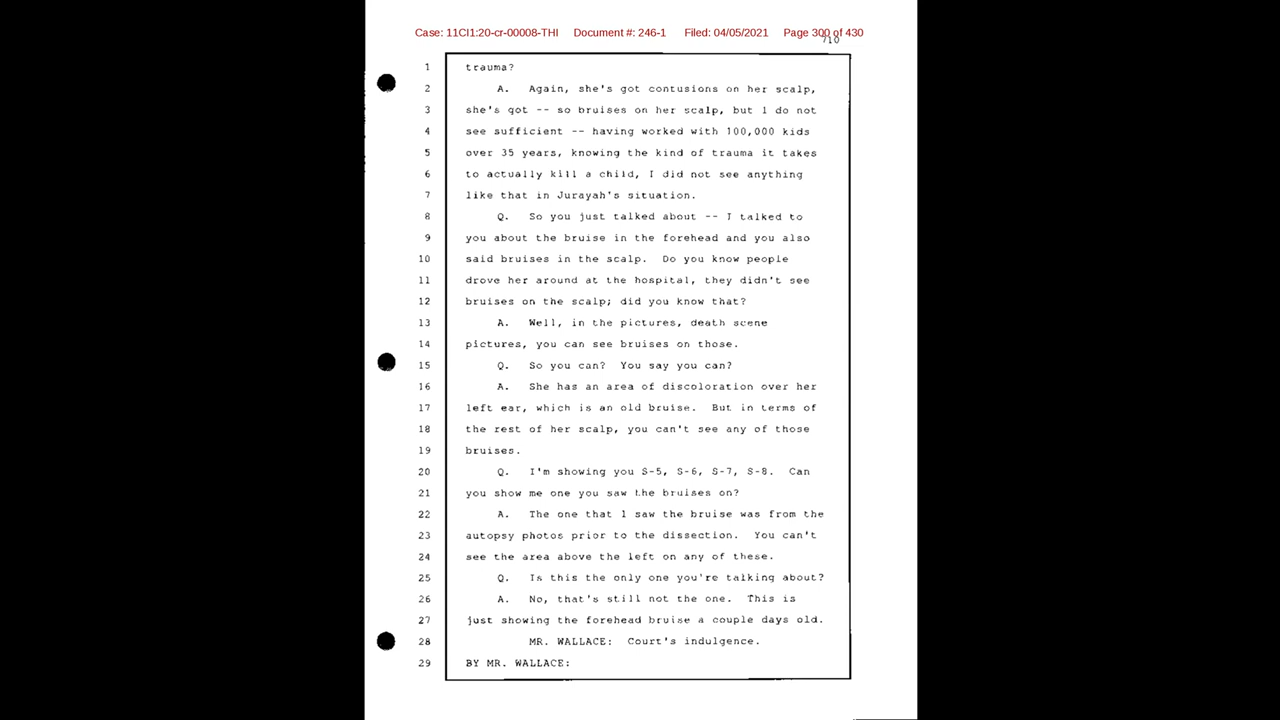 Case: 11CI1:20-cr-00008-THI Document #: 246-1 Filed: 04/05/2021 Page 300 of 430
710
1 trauma?
2 A. Again, she's got contusions on her scalp,
3 she's got -- so bruises on her scalp, but I do not
4 see sufficient -- having worked with 100,000 kids
5 over 35 years, knowing the kind of trauma it takes
6 to actually kill a child, I did not see anything
7 like that in Jurayah's situation.
8 Q. So you just talked about -- I talked to
9 you about the bruise in the forehead and you also
10 said bruises in the scalp. Do you know people
11 drove her around at the hospital, they didn't see
12 bruises on the scalp; did you know that?
13 A. Well, in the pictures, death scene
14 pictures, you can see bruises on those.
15 Q. So you can? You say you can?
16 A. She has an area of discoloration over her
17 left ear, which is an old bruise. But in terms of
18 the rest of her scalp, you can't see any of those
19 bruises.
20 Q. I'm showing you S-5, S-6, S-7, S-8. Can
21 you show me one you saw the bruises on?
22 A. The one that I saw the bruise was from the
23 autopsy photos prior to the dissection. You can't
24 see the area above the left on any of these.
25 Q. Is this the only one you're talking about?
26 A. No, that's still not the one. This is
27 just showing the forehead bruise a couple days old.
28 MR. WALLACE: Court's indulgence.
29 BY MR. WALLACE: